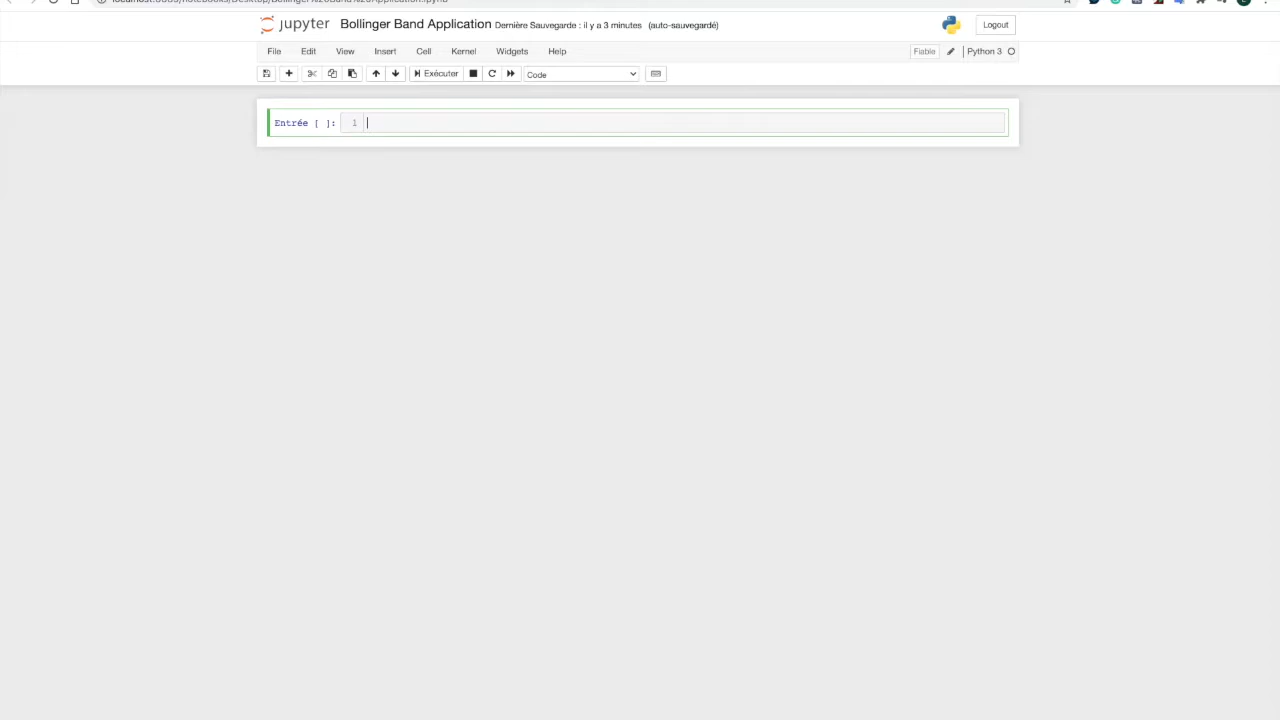 jupyter Bollinger Band Application Dernière Sauvegarde : il y a 3 minutes (auto-sauvegardé) Logout
File Edit View Insert Cell Kernel Widgets Help Fiable Python 3
Exécuter Code
Entrée [ ]: 1